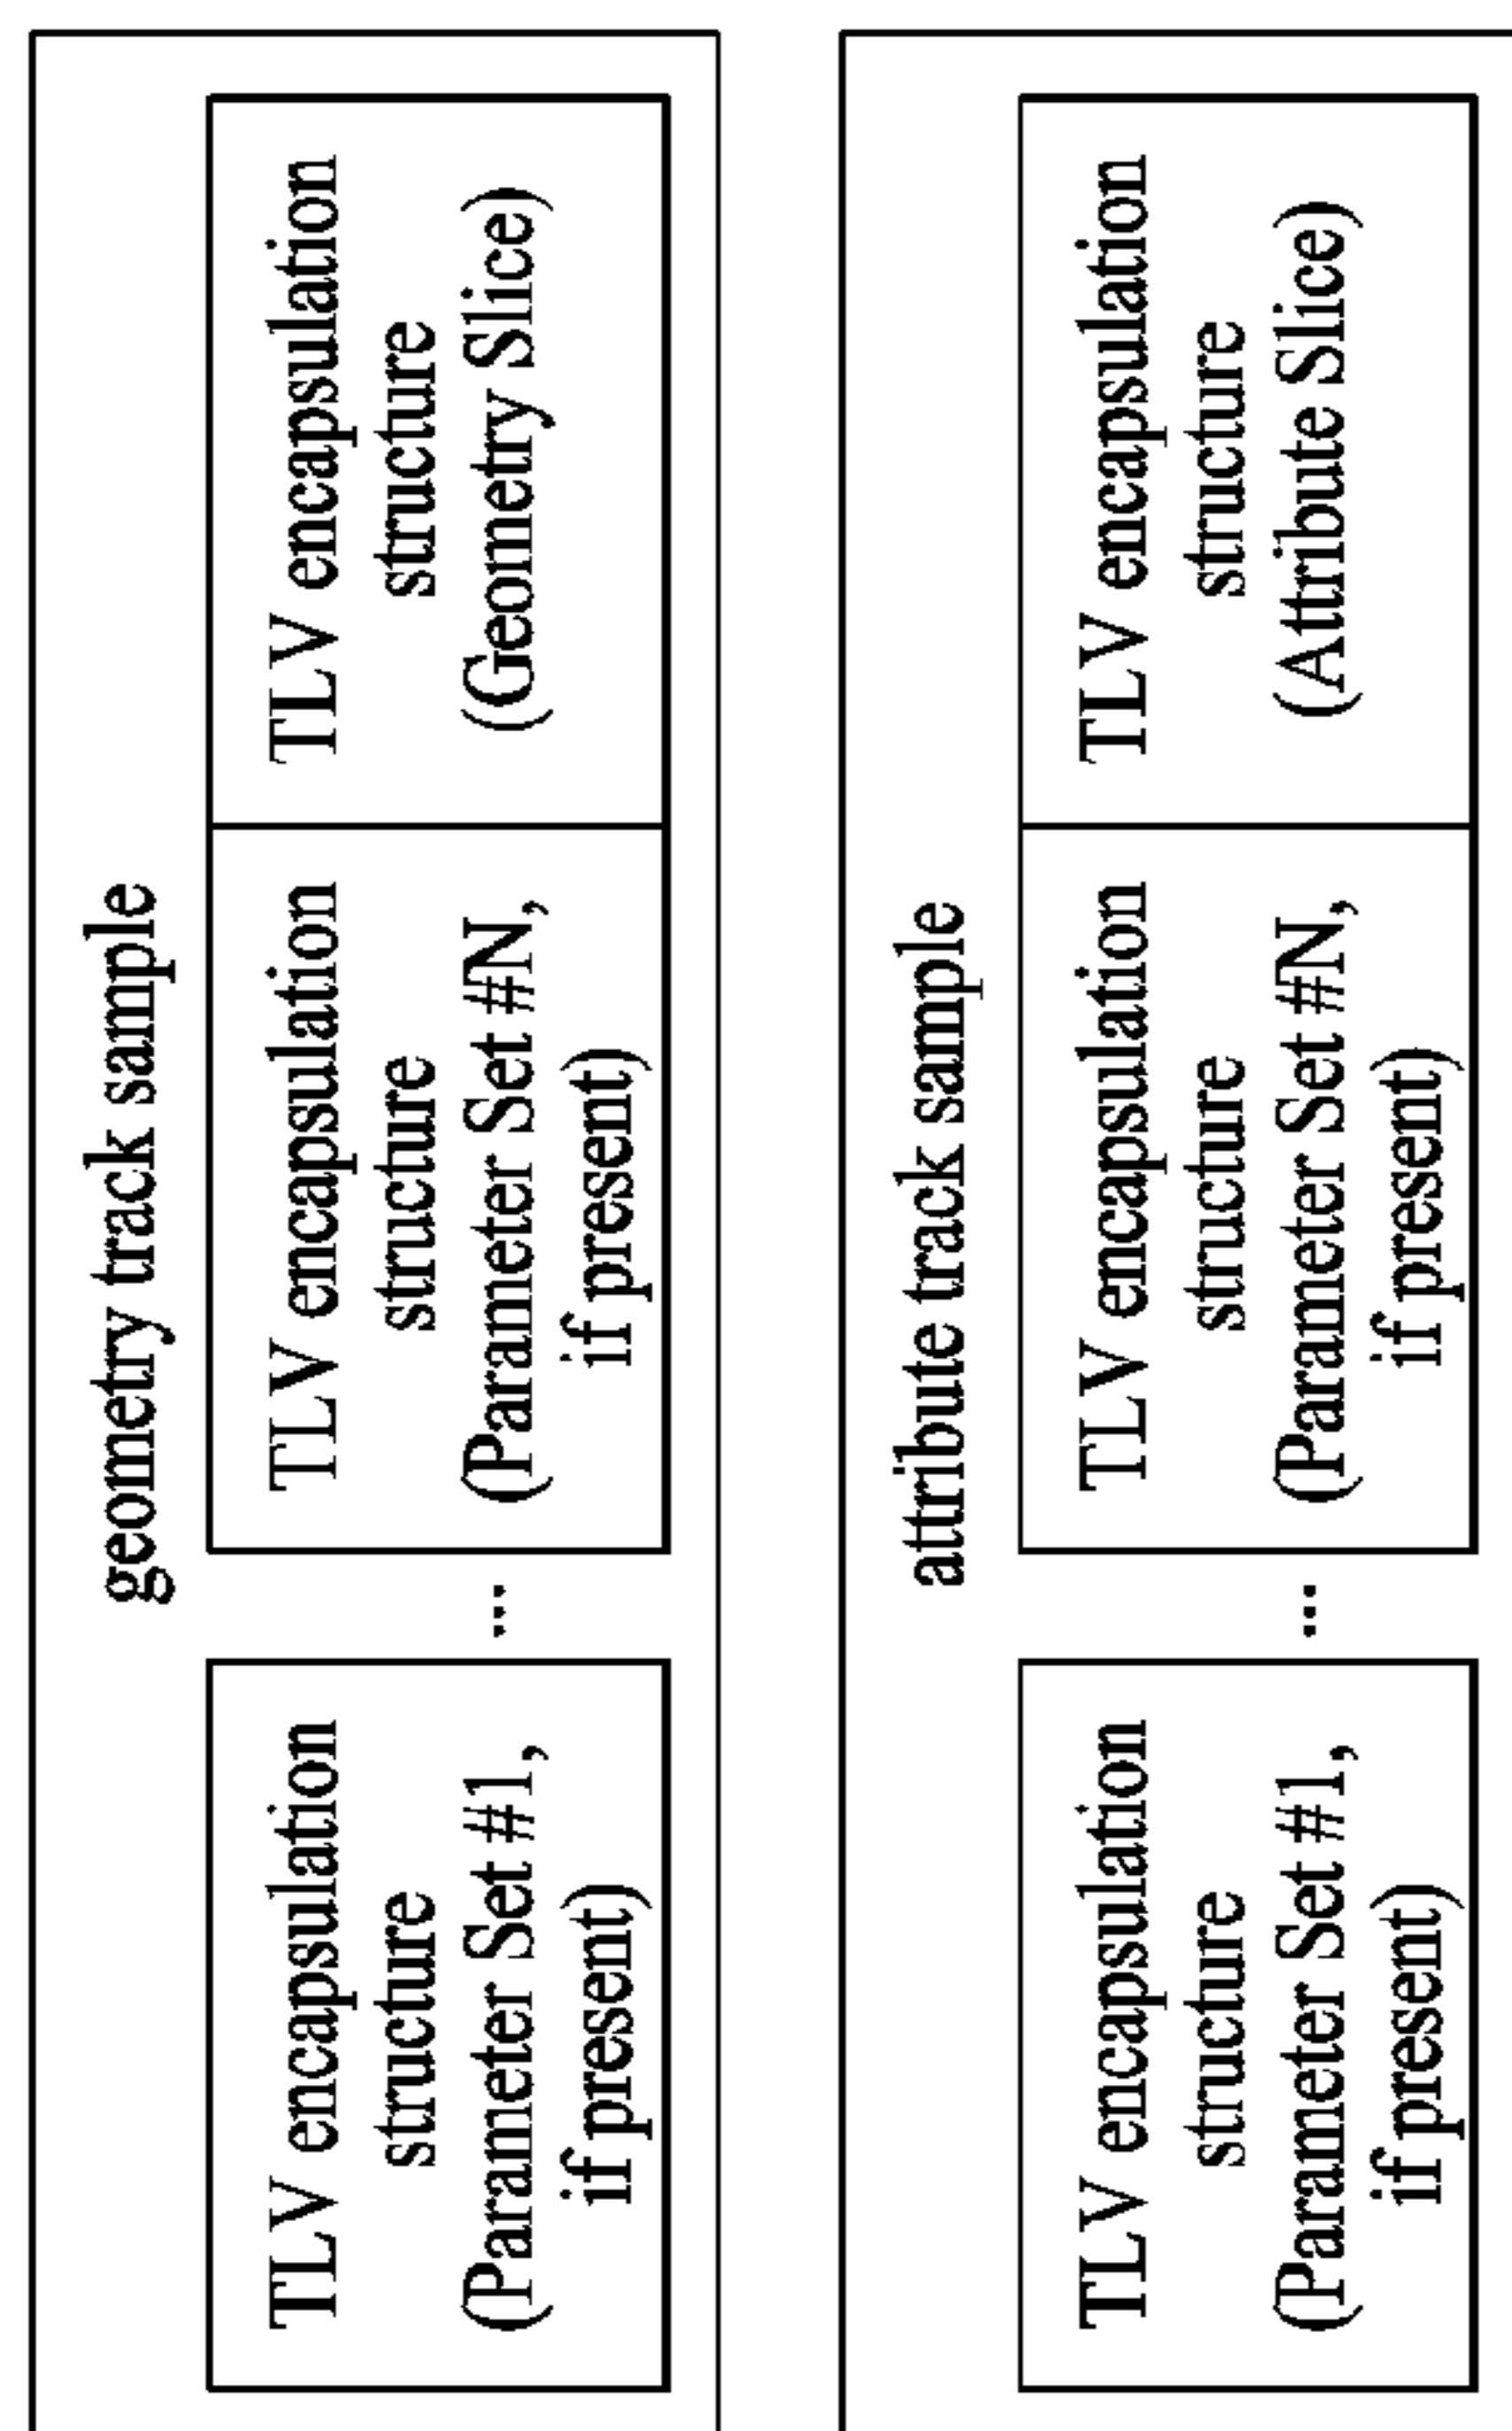 geometry track sample
TLV encapsulation
structure
(Parameter Set #1,
if present)
...
TLV encapsulation
structure
(Parameter Set #N,
if present)
TLV encapsulation
structure
(Geometry Slice)
attribute track sample
TLV encapsulation
structure
(Parameter Set #1,
if present)
...
TLV encapsulation
structure
(Parameter Set #N,
if present)
TLV encapsulation
structure
(Attribute Slice)